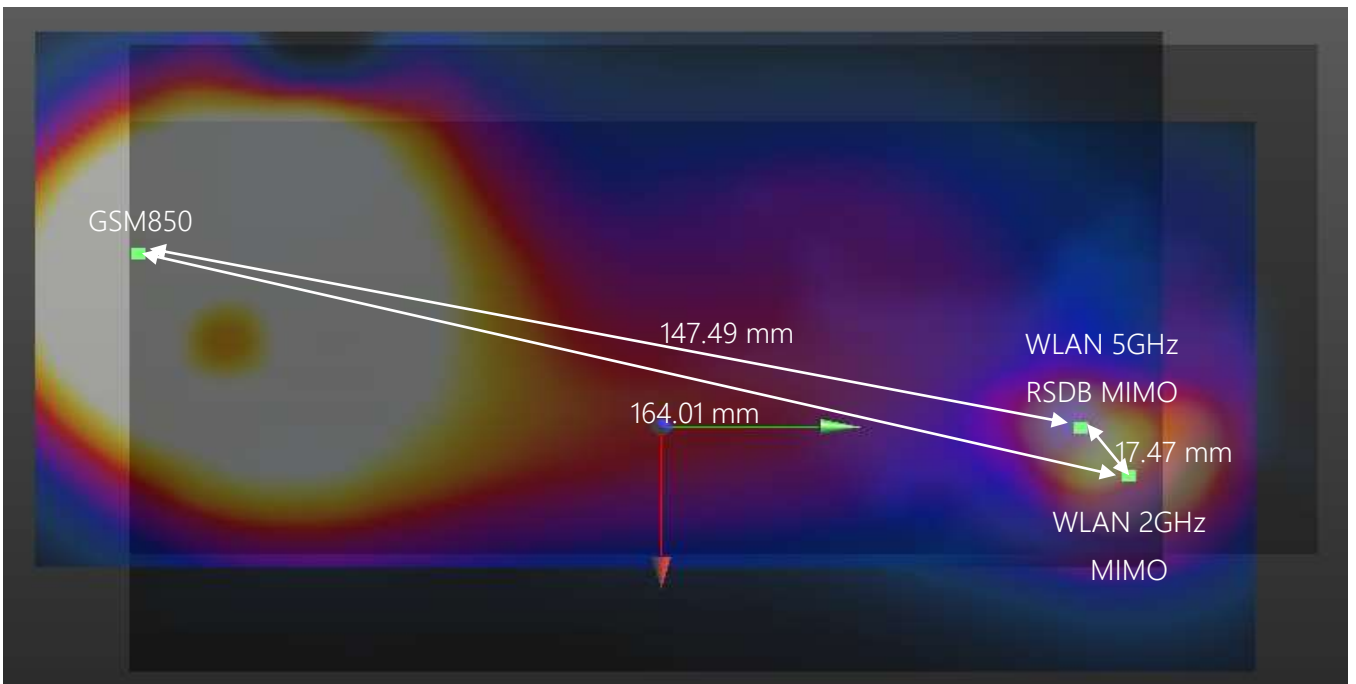 GSM850
147.49 mm
WLAN 5GHz
RSDB MIMO
164.01 mm
17.47 mm
WLAN 2GHz
MIMO